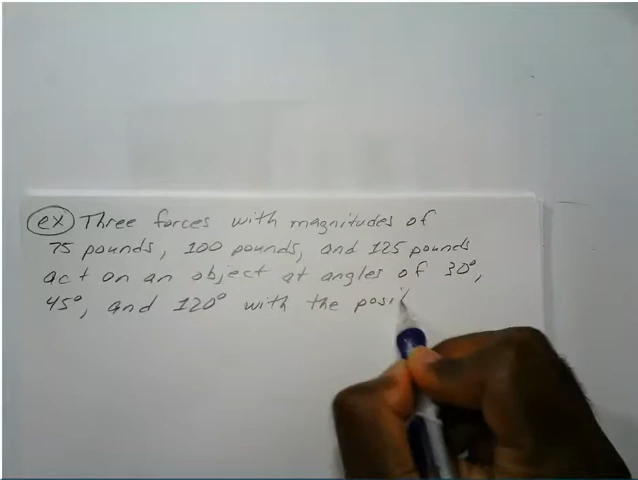 ex Three forces with magnitudes of
75 pounds, 100 pounds, and 125 pounds
act on an object at angles of 30°,
45°, and 120° with the posi